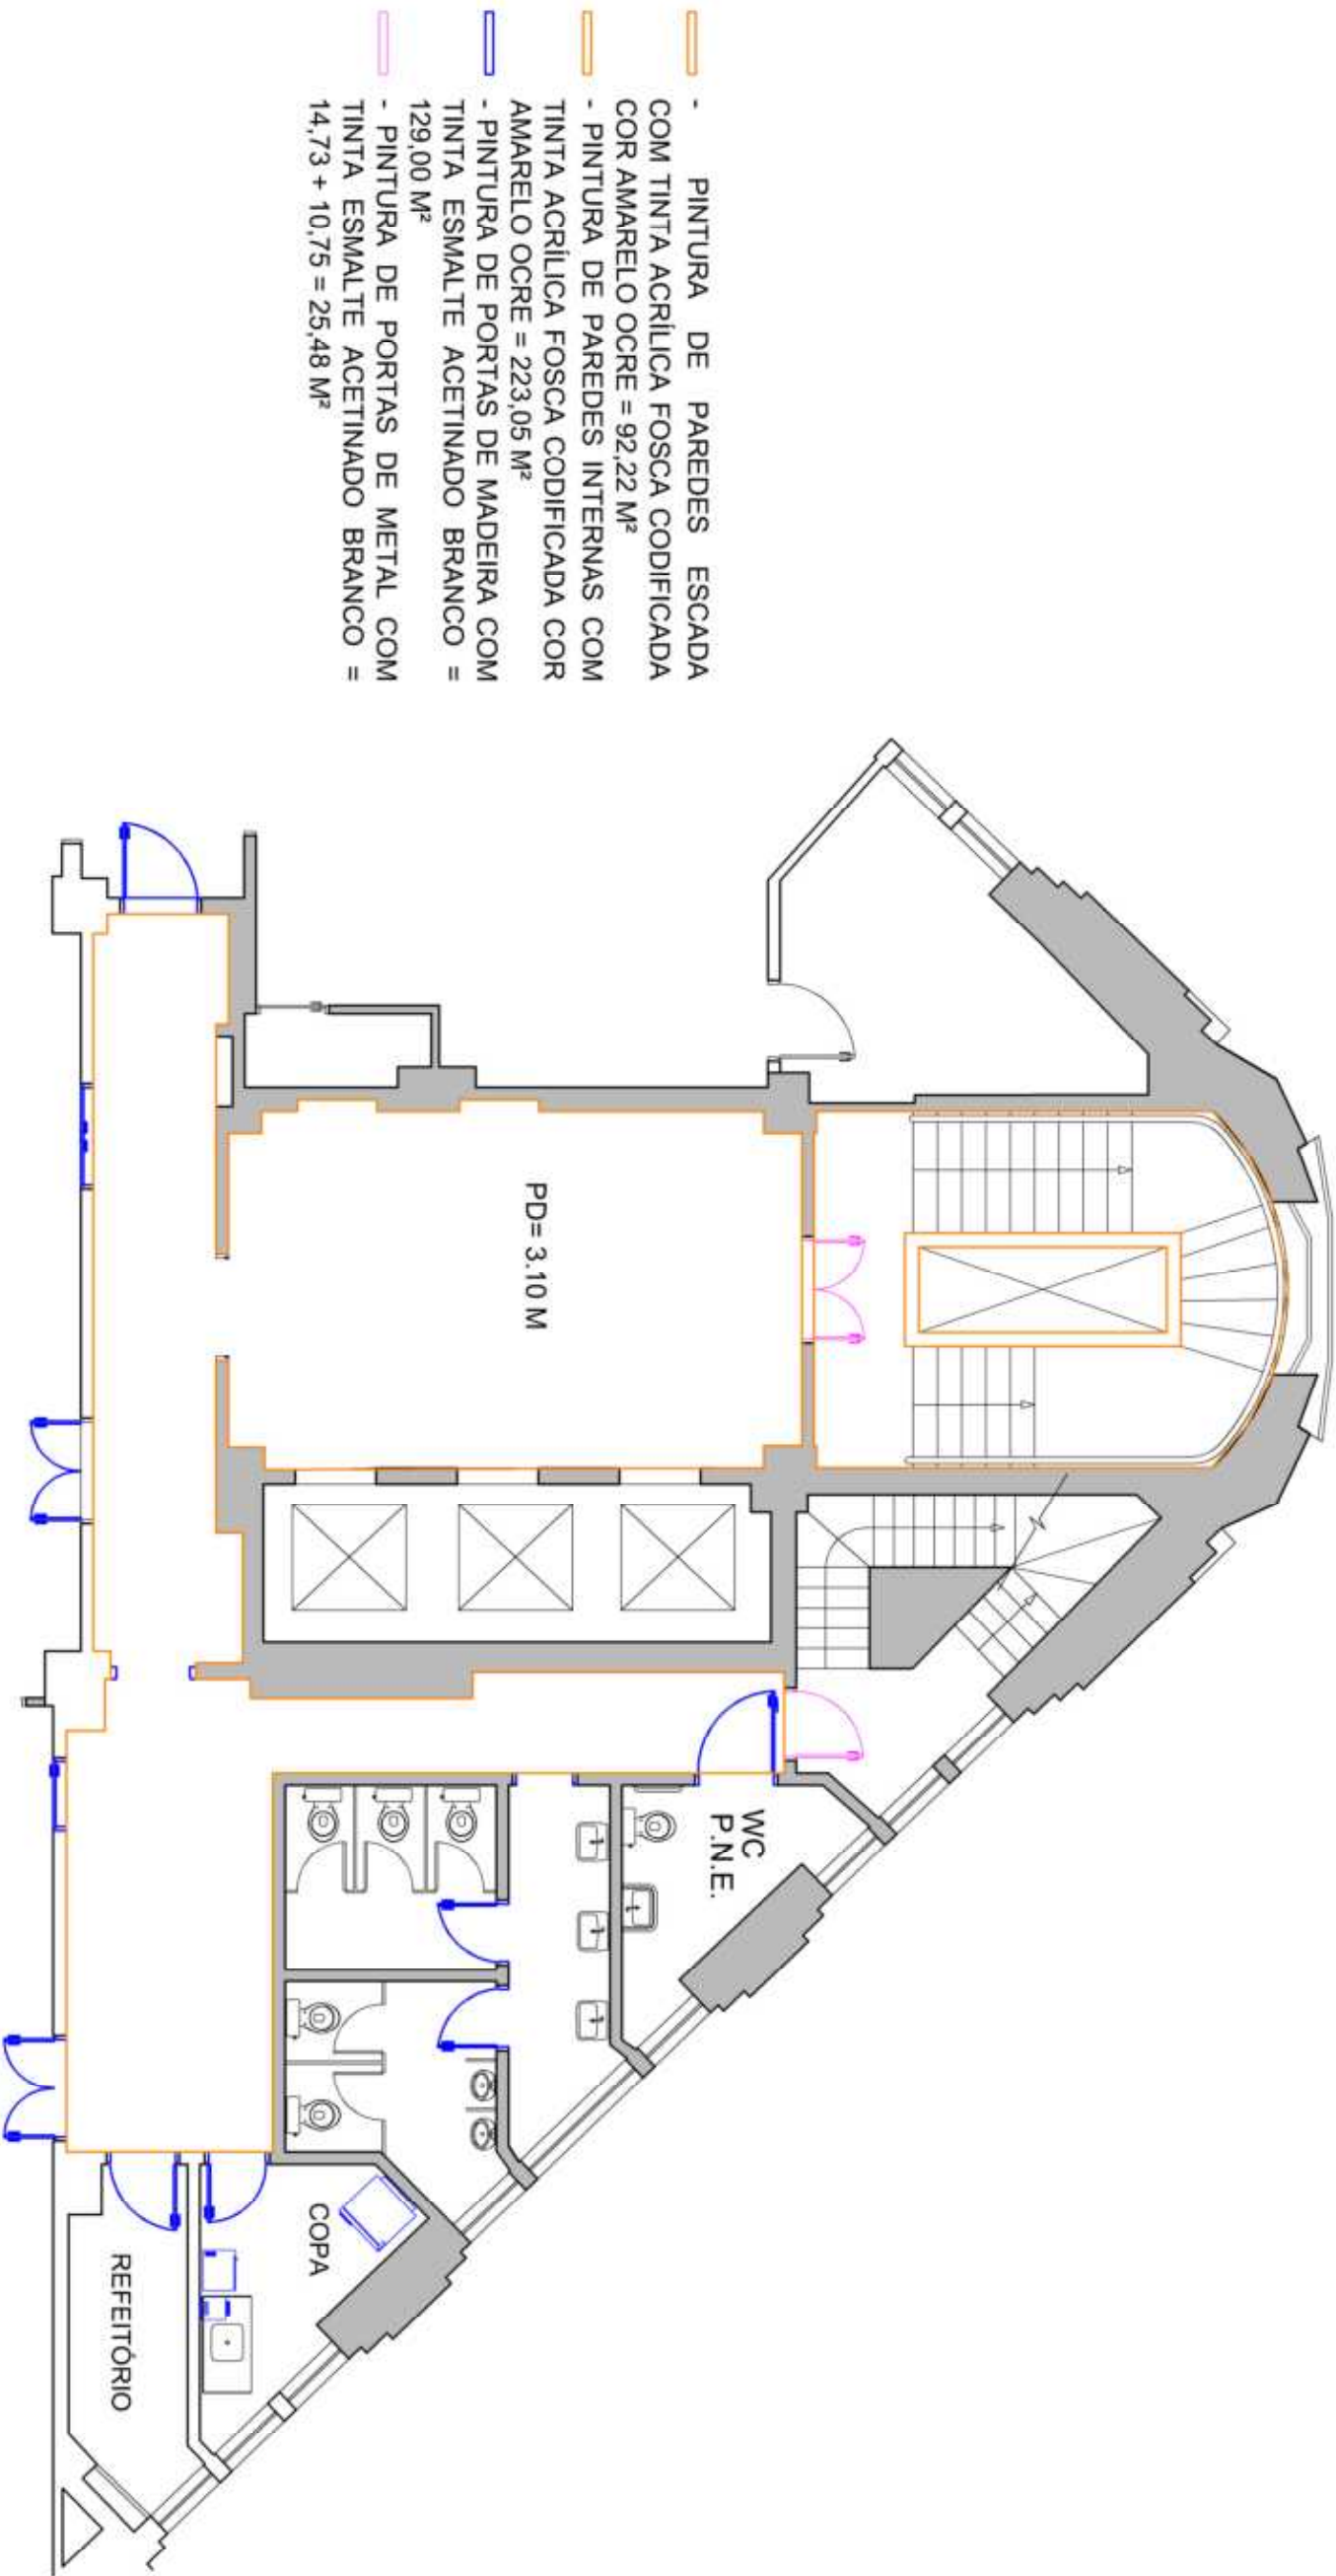 - PINTURA DE PAREDES ESCADA
COM TINTA ACRÍLICA FOSCA CODIFICADA
COR AMARELO OCRE = 92,22 M²
- PINTURA DE PAREDES INTERNAS COM
TINTA ACRÍLICA FOSCA CODIFICADA COR
AMARELO OCRE = 223,05 M²
- PINTURA DE PORTAS DE MADEIRA COM
TINTA ESMALTE ACETINADO BRANCO =
129,00 M²
- PINTURA DE PORTAS DE METAL COM
TINTA ESMALTE ACETINADO BRANCO =
14,73 + 10,75 = 25,48 M²
PD= 3.10 M
WC
P.N.E.
COPA
REFEITÓRIO